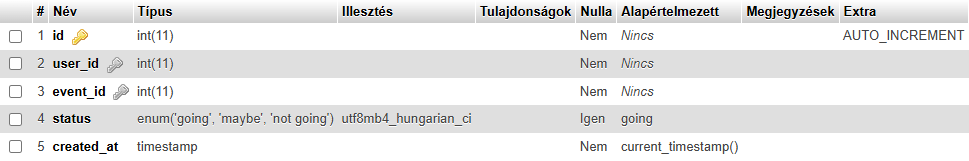 # Név Típus Illesztés Tulajdonságok Nulla Alapértelmezett Megjegyzések Extra
1 id int(11) Nem Nincs AUTO_INCREMENT
2 user_id int(11) Nem Nincs
3 event_id int(11) Nem Nincs
4 status enum('going', 'maybe', 'not going') utf8mb4_hungarian_ci Igen going
5 created_at timestamp Nem current_timestamp()